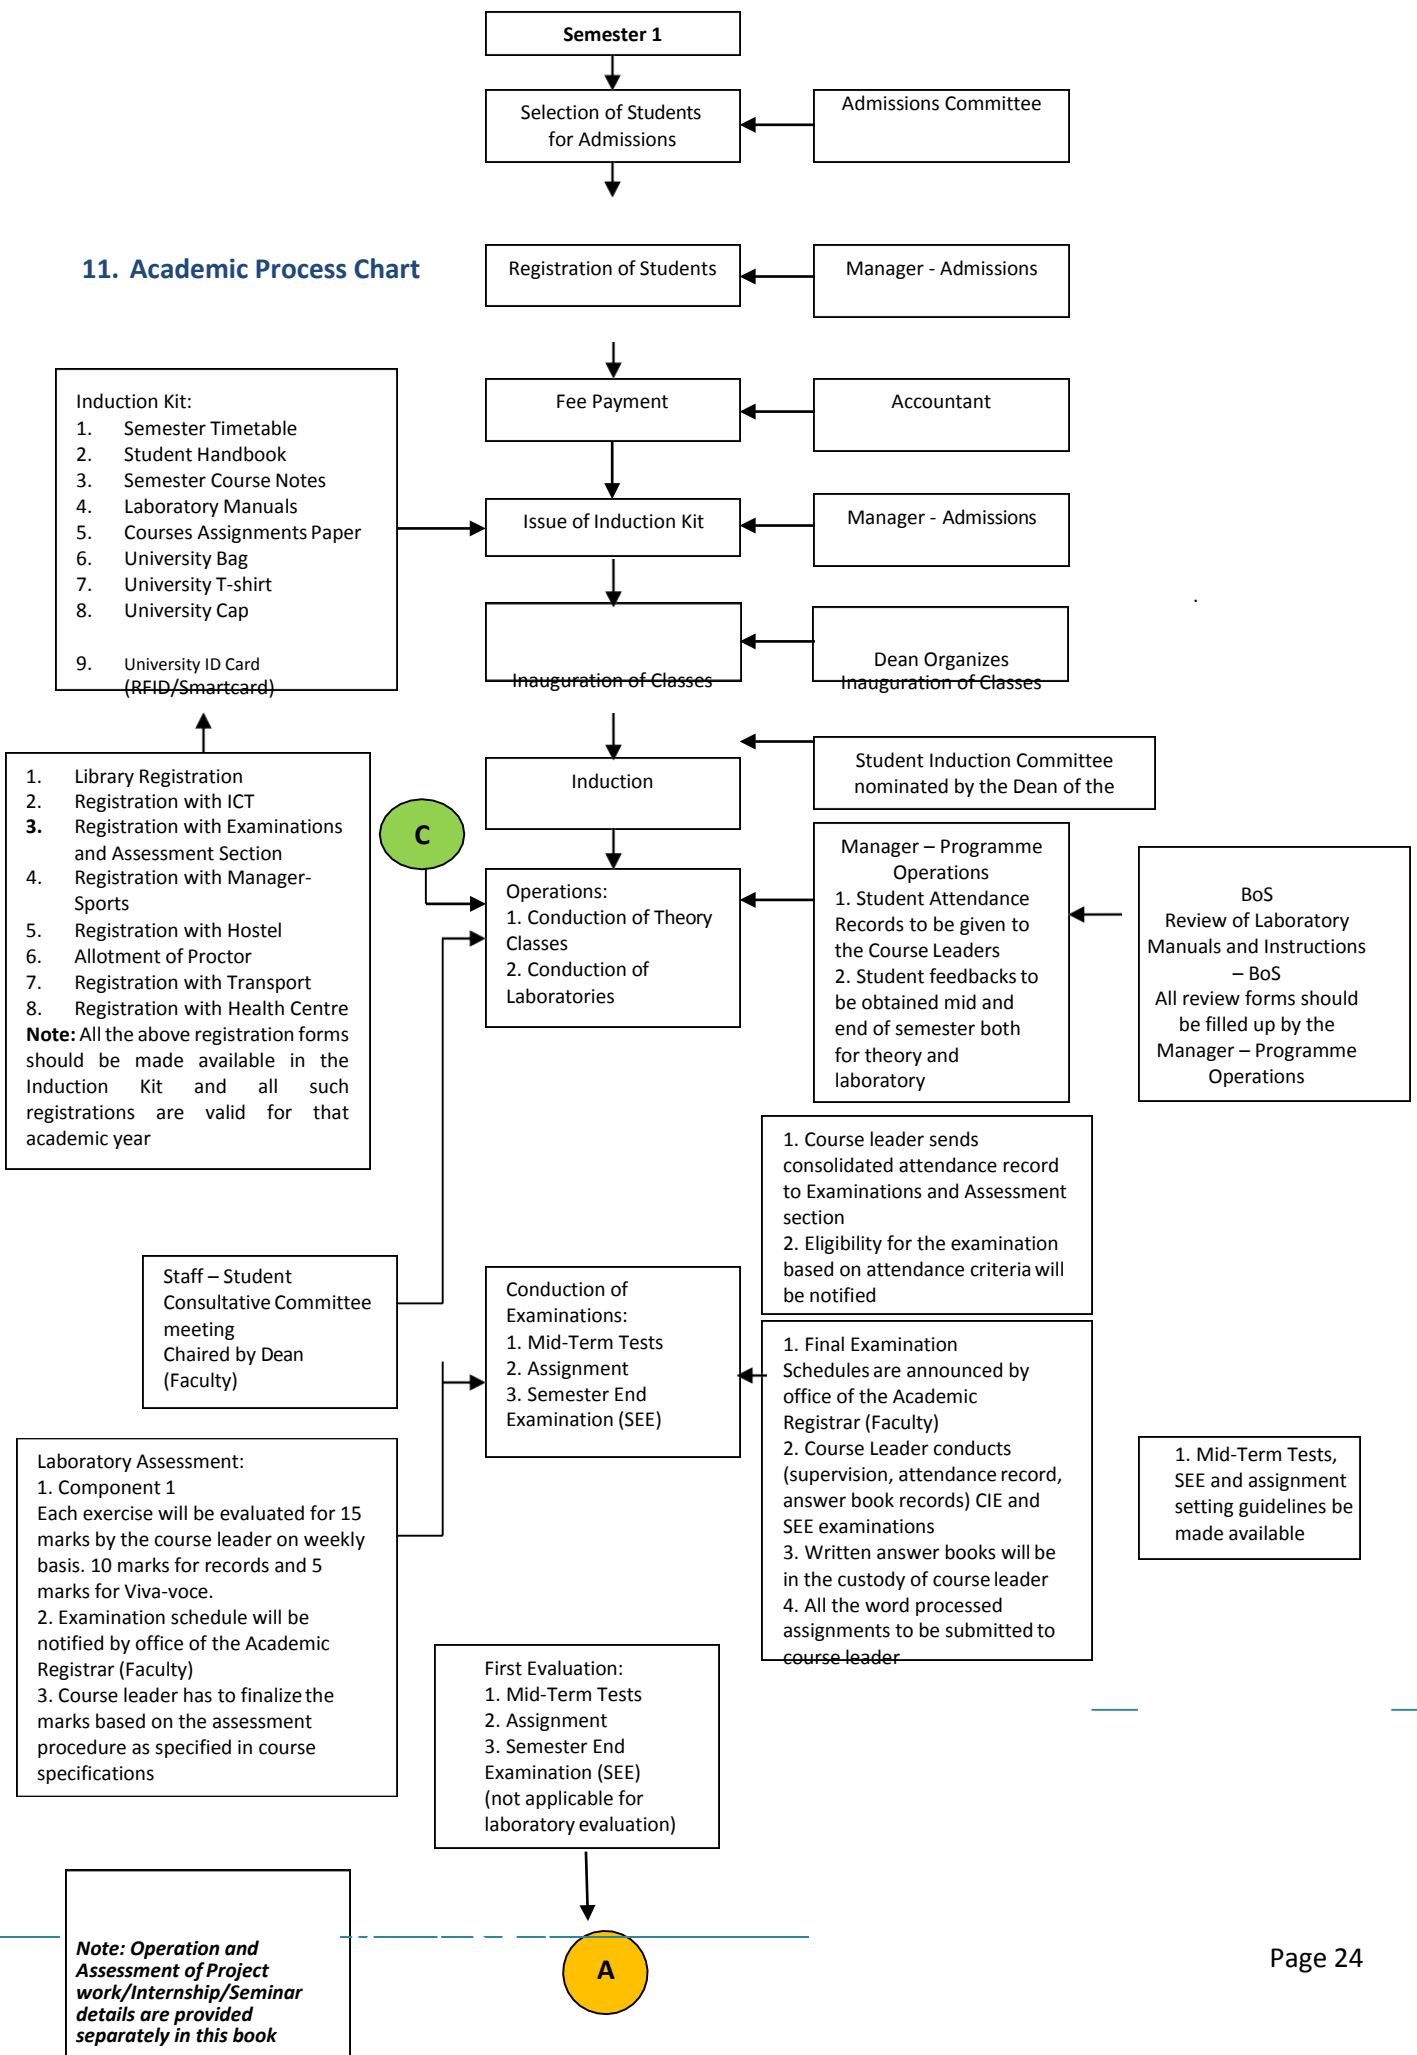 Semester 1
Selection of Students
for Admissions
Admissions Committee
11. Academic Process Chart
Registration of Students
Manager - Admissions
Fee Payment
Accountant
Induction Kit:
1. Semester Timetable
2. Student Handbook
3. Semester Course Notes
4. Laboratory Manuals
5. Courses Assignments Paper
6. University Bag
7. University T-shirt
8. University Cap
9. University ID Card
(RFID/Smartcard)
Issue of Induction Kit
Manager - Admissions
.
Inauguration of Classes
Dean Organizes
Inauguration of Classes
1. Library Registration
2. Registration with ICT
3. Registration with Examinations
and Assessment Section
4. Registration with Manager-
Sports
5. Registration with Hostel
6. Allotment of Proctor
7. Registration with Transport
8. Registration with Health Centre
Note: All the above registration forms
should be made available in the
Induction Kit and all such
registrations are valid for that
academic year
Induction
Student Induction Committee
nominated by the Dean of the
C
Operations:
1. Conduction of Theory
Classes
2. Conduction of
Laboratories
Manager – Programme
Operations
1. Student Attendance
Records to be given to
the Course Leaders
2. Student feedbacks to
be obtained mid and
end of semester both
for theory and
laboratory
BoS
Review of Laboratory
Manuals and Instructions
– BoS
All review forms should
be filled up by the
Manager – Programme
Operations
1. Course leader sends
consolidated attendance record
to Examinations and Assessment
section
2. Eligibility for the examination
based on attendance criteria will
be notified
Staff – Student
Consultative Committee
meeting
Chaired by Dean
(Faculty)
Conduction of
Examinations:
1. Mid-Term Tests
2. Assignment
3. Semester End
Examination (SEE)
1. Final Examination
Schedules are announced by
office of the Academic
Registrar (Faculty)
2. Course Leader conducts
(supervision, attendance record,
answer book records) CIE and
SEE examinations
3. Written answer books will be
in the custody of course leader
4. All the word processed
assignments to be submitted to
course leader
1. Mid-Term Tests,
SEE and assignment
setting guidelines be
made available
Laboratory Assessment:
1. Component 1
Each exercise will be evaluated for 15
marks by the course leader on weekly
basis. 10 marks for records and 5
marks for Viva-voce.
2. Examination schedule will be
notified by office of the Academic
Registrar (Faculty)
3. Course leader has to finalize the
marks based on the assessment
procedure as specified in course
specifications
First Evaluation:
1. Mid-Term Tests
2. Assignment
3. Semester End
Examination (SEE)
(not applicable for
laboratory evaluation)
Note: Operation and
Assessment of Project
work/Internship/Seminar
details are provided
separately in this book
A
Page 24